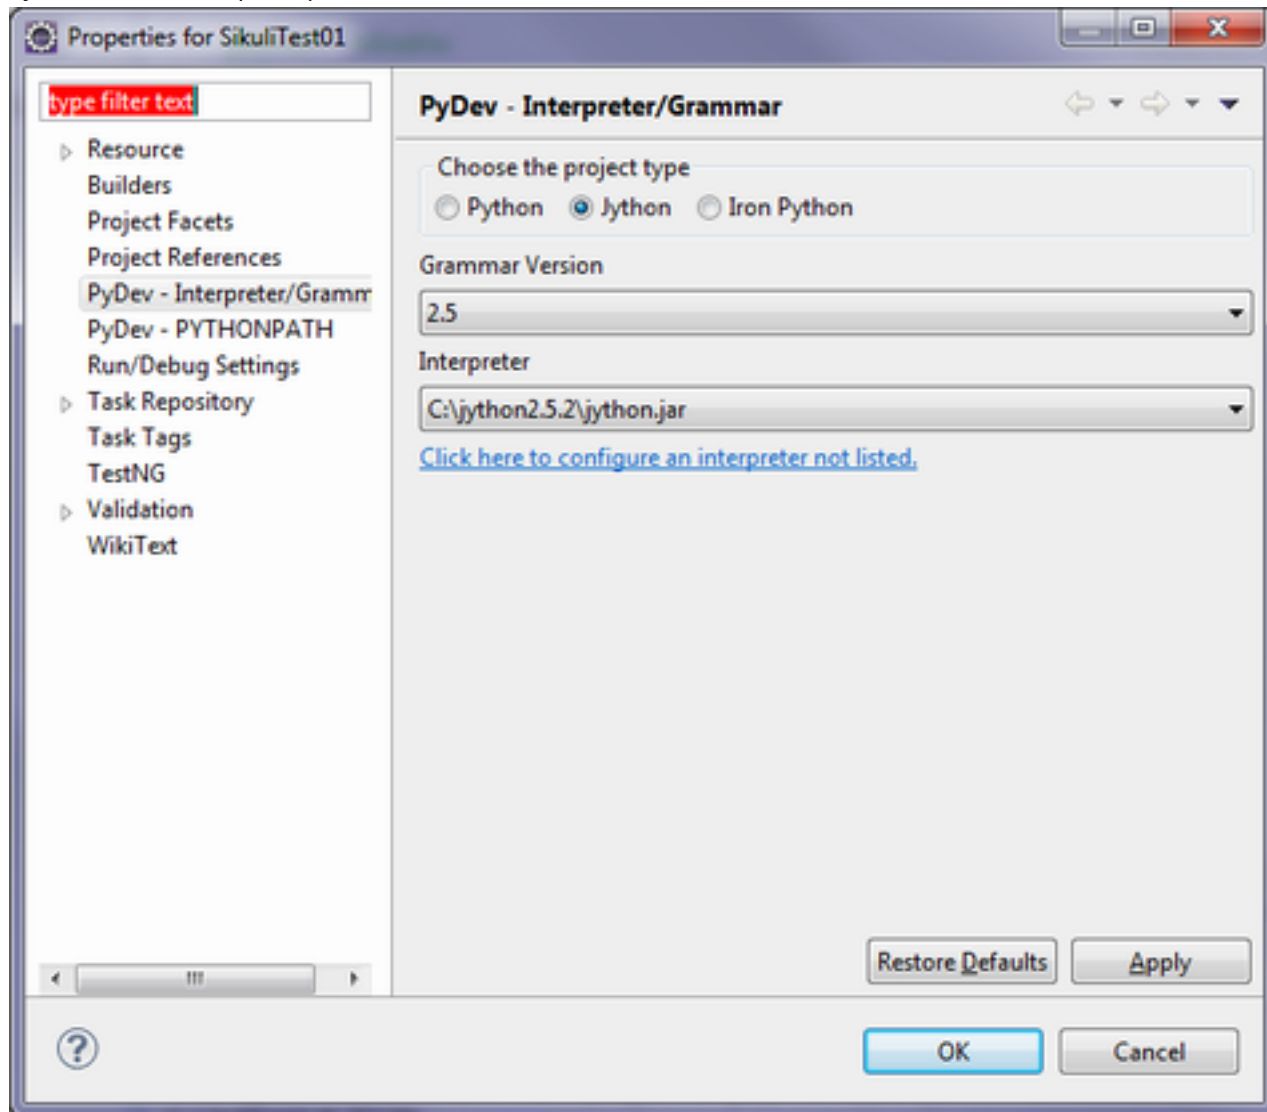 Properties for SikuliTest01
type filter text
Resource
Builders
Project Facets
Project References
PyDev - Interpreter/Gramm
PyDev - PYTHONPATH
Run/Debug Settings
Task Repository
Task Tags
TestNG
Validation
WikiText
PyDev - Interpreter/Grammar
Choose the project type
Python Jython Iron Python
Grammar Version
2.5
Interpreter
C:\jython2.5.2\jython.jar
Click here to configure an interpreter not listed.
Restore Defaults Apply
OK Cancel